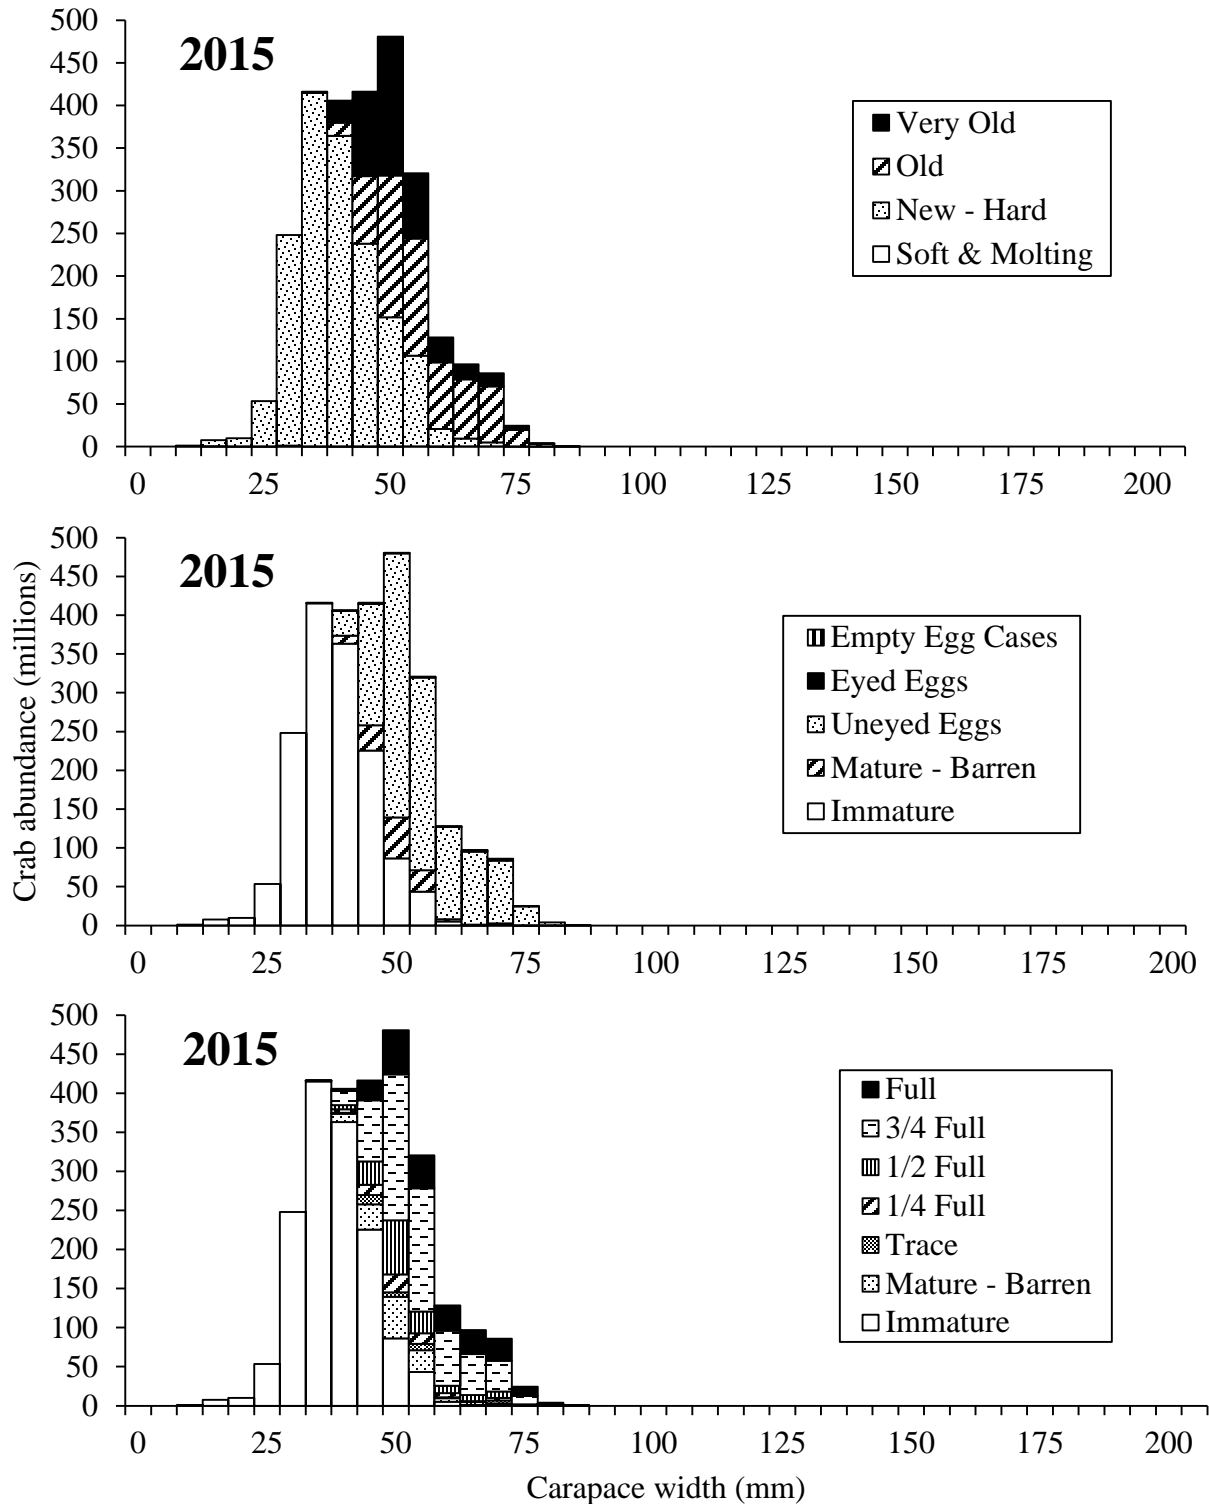 500
450
400
350
300
250
200
150
100
50
0
2015
Very Old
Old
New - Hard
Soft & Molting
0 25 50 75 100 125 150 175 200
Crab abundance (millions)
500
450
400
350
300
250
200
150
100
50
0
2015
Empty Egg Cases
Eyed Eggs
Uneyed Eggs
Mature - Barren
Immature
0 25 50 75 100 125 150 175 200
500
450
400
350
300
250
200
150
100
50
0
2015
Full
3/4 Full
1/2 Full
1/4 Full
Trace
Mature - Barren
Immature
0 25 50 75 100 125 150 175 200
Carapace width (mm)